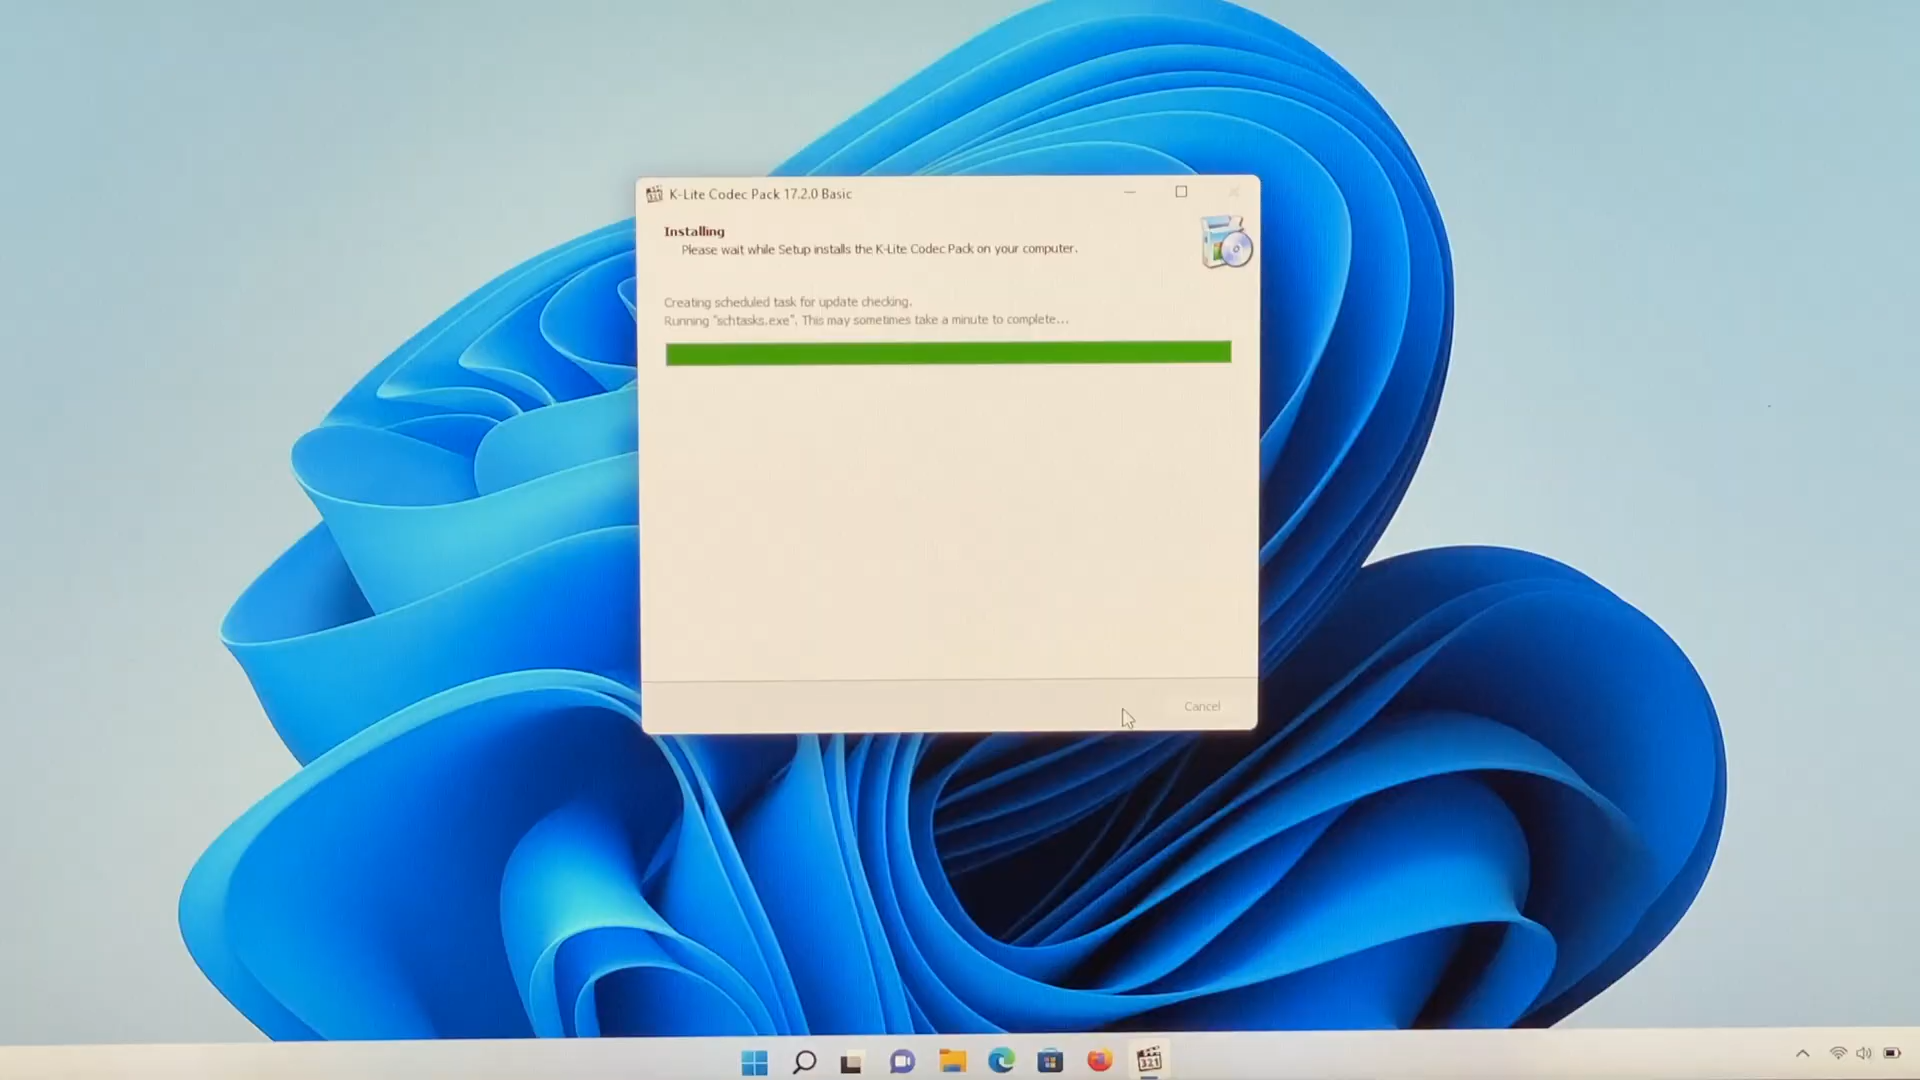 K-Lite Codec Pack 17.2.0 Basic
Installing
Please wait while Setup installs the K-Lite Codec Pack on your computer.
Creating scheduled task for update checking.
Running "schtasks.exe". This may sometimes take a minute to complete...
Cancel
321